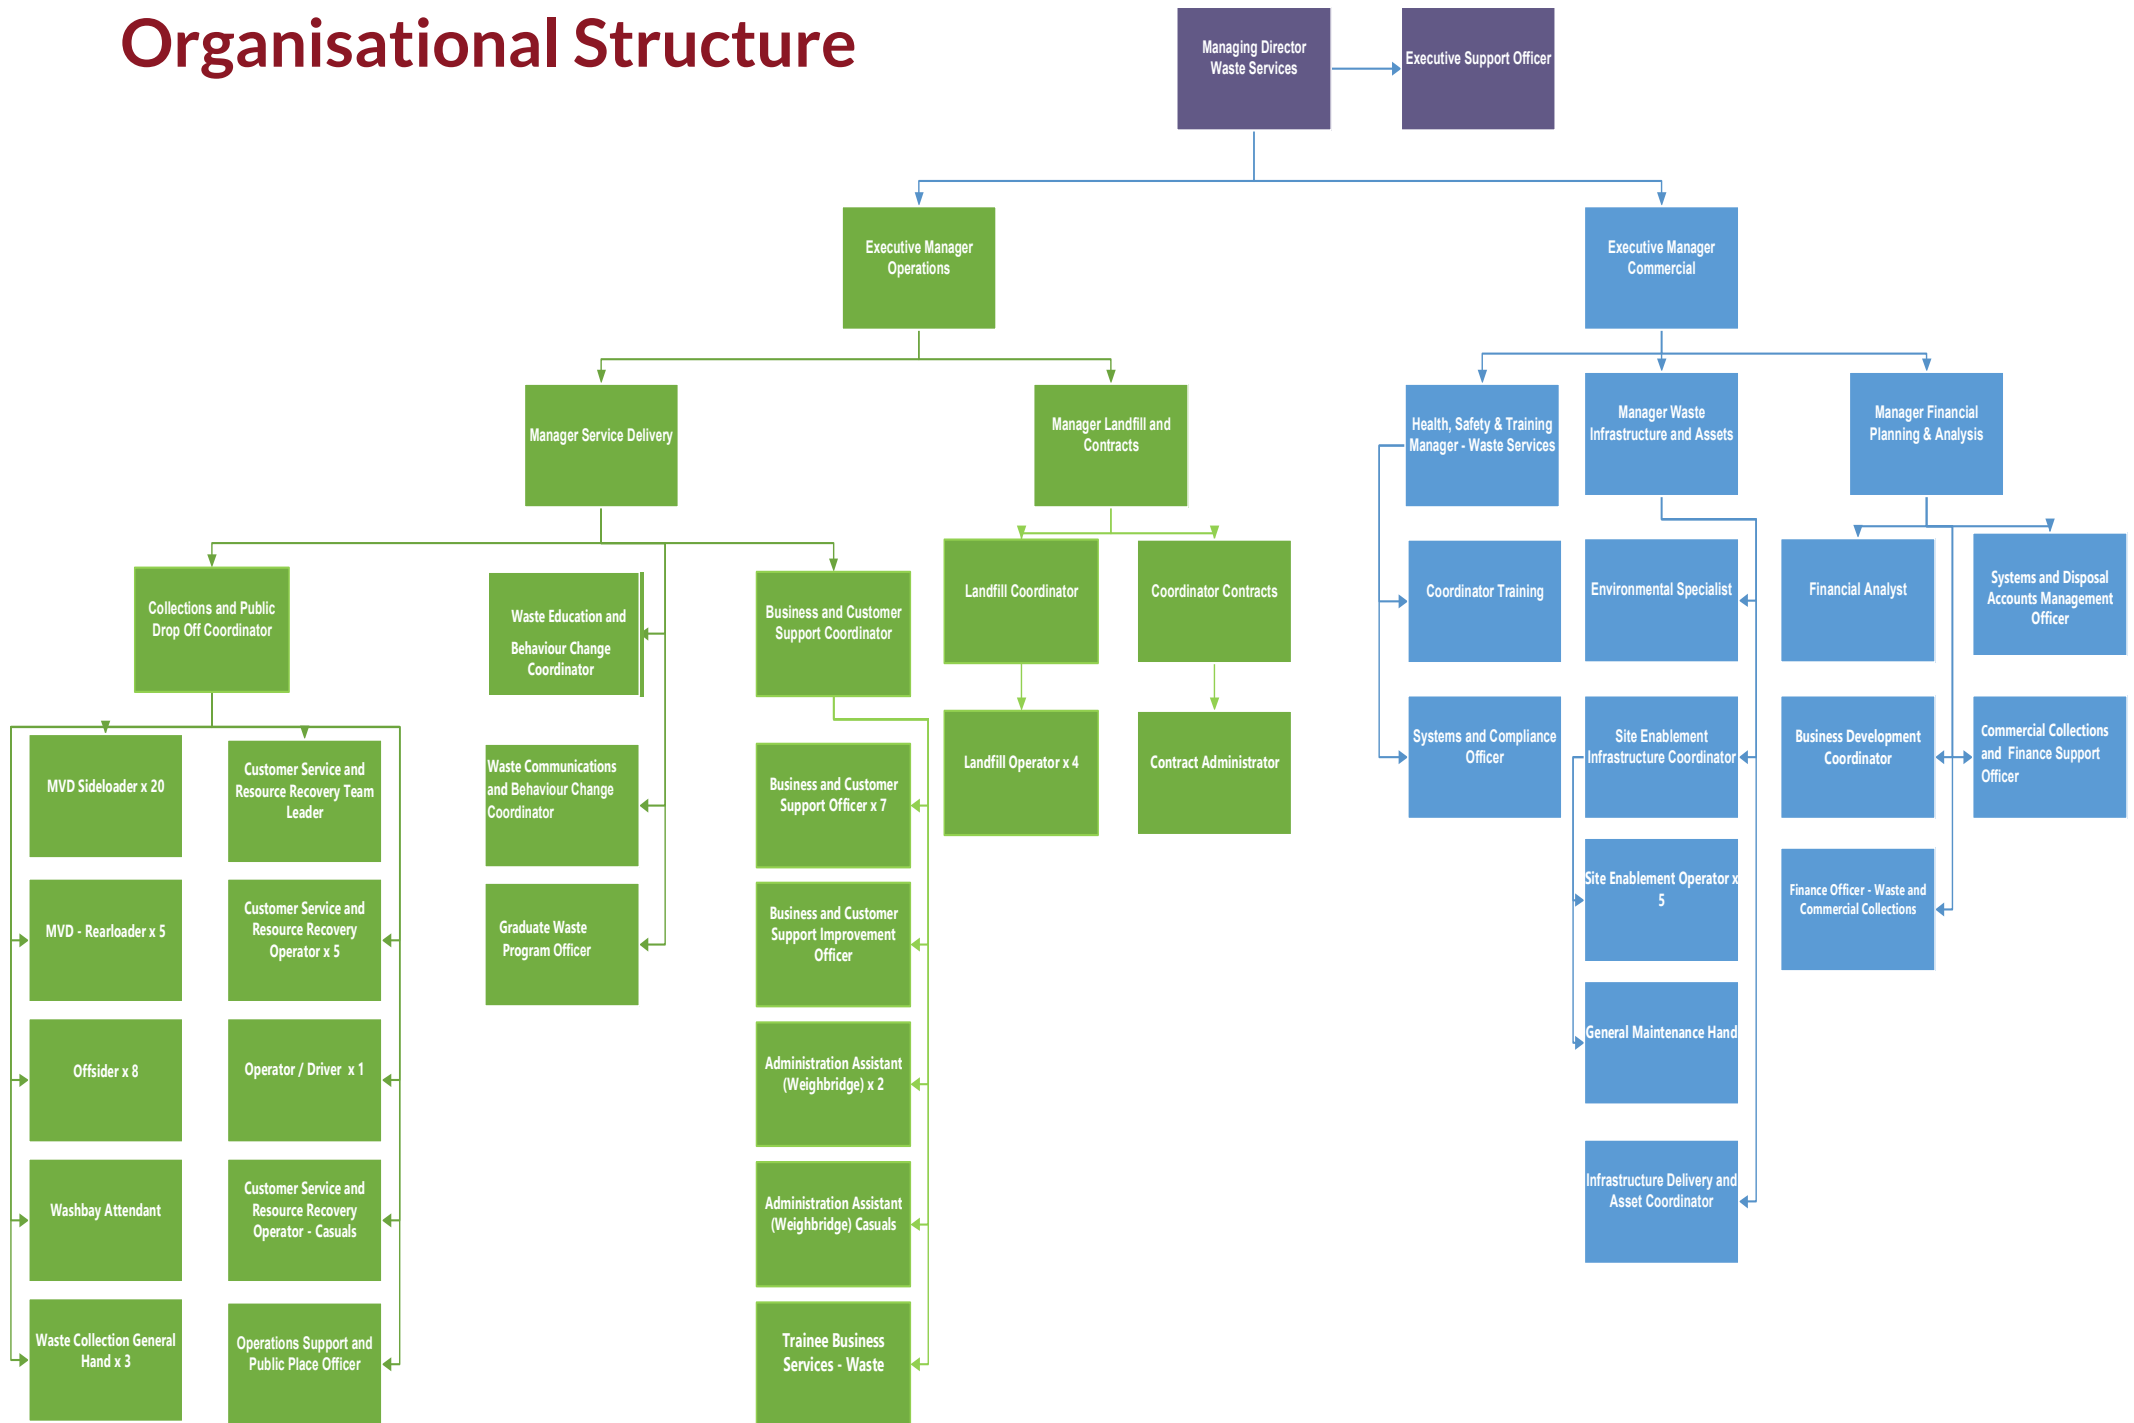 Organisational Structure
Managing Director
Waste Services
Executive Support Officer
Executive Manager
Operations
Executive Manager
Commercial
Manager Service Delivery
Manager Landfill and
Contracts
Health, Safety & Training
Manager - Waste Services
Manager Waste
Infrastructure and Assets
Manager Financial
Planning & Analysis
Collections and Public
Drop Off Coordinator
Waste Education and
Behaviour Change
Coordinator
Business and Customer
Support Coordinator
Landfill Coordinator
Coordinator Contracts
Coordinator Training
Environmental Specialist
Financial Analyst
Systems and Disposal
Accounts Management
Officer
MVD Sideloader x 20
Customer Service and
Resource Recovery Team
Leader
Waste Communications
and Behaviour Change
Coordinator
Business and Customer
Support Officer x 7
Landfill Operator x 4
Contract Administrator
Systems and Compliance
Officer
Site Enablement
Infrastructure Coordinator
Business Development
Coordinator
Commercial Collections
and Finance Support
Officer
MVD - Rearloader x 5
Customer Service and
Resource Recovery
Operator x 5
Graduate Waste
Program Officer
Business and Customer
Support Improvement
Officer
Site Enablement Operator x
5
Finance Officer - Waste and
Commercial Collections
Offsider x 8
Operator / Driver x 1
Administration Assistant
(Weighbridge) x 2
General Maintenance Hand
Washbay Attendant
Customer Service and
Resource Recovery
Operator - Casuals
Administration Assistant
(Weighbridge) Casuals
Infrastructure Delivery and
Asset Coordinator
Waste Collection General
Hand x 3
Operations Support and
Public Place Officer
Trainee Business
Services - Waste